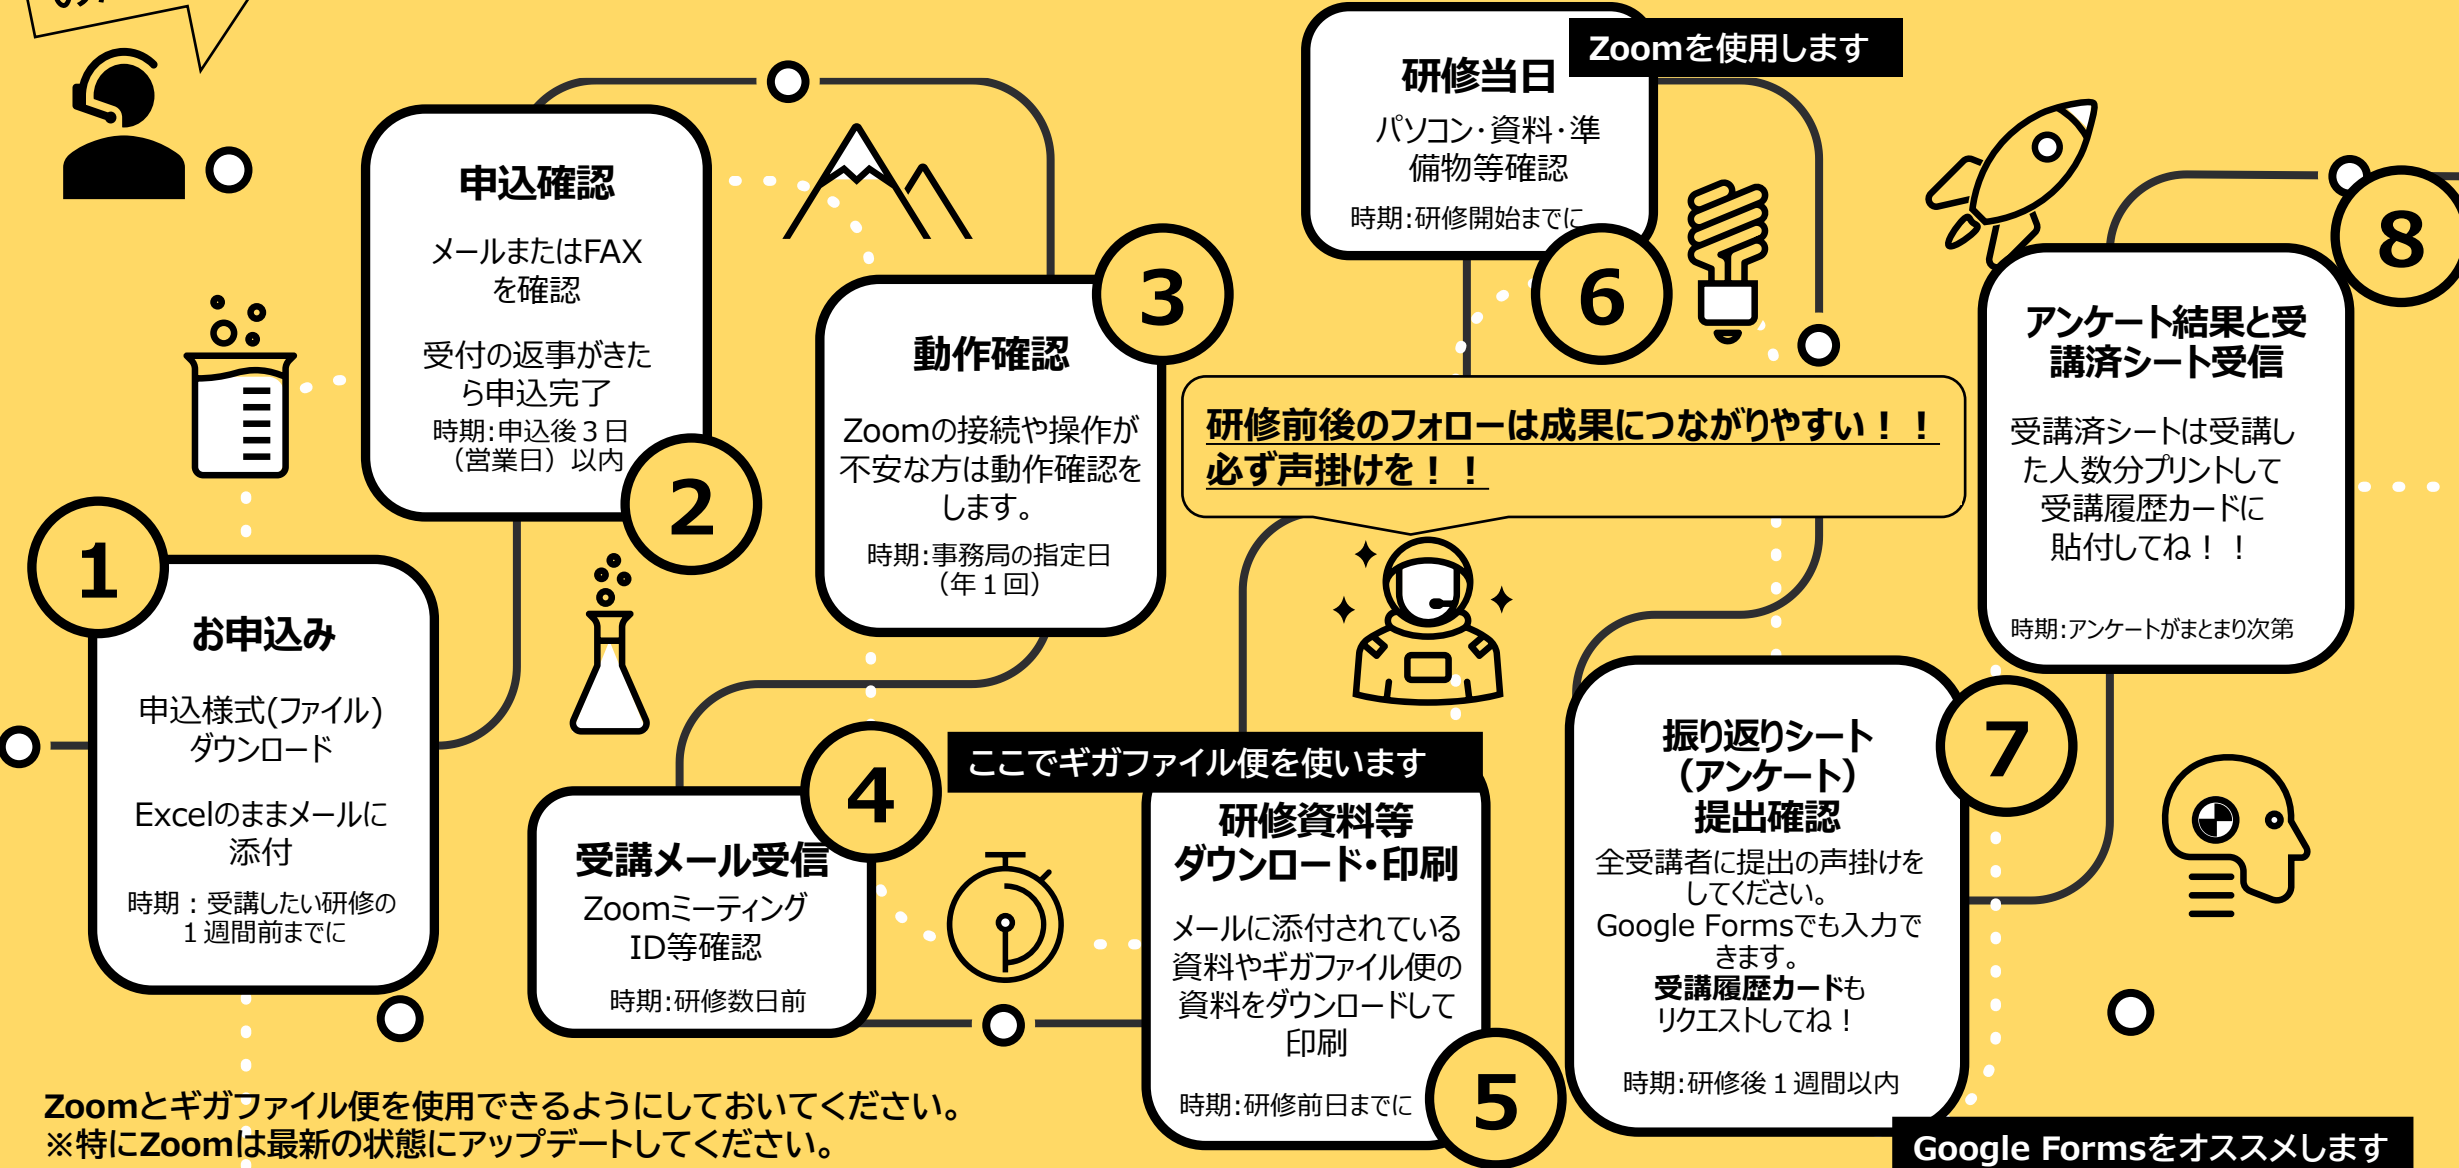 1
お申込み
申込様式(ファイル)
ダウンロード
Excelのままメールに
添付
時期：受講したい研修の
１週間前までに
申込確認
メールまたはFAX
を確認
受付の返事がきた
ら申込完了
時期:申込後３日
（営業日）以内
2
3
動作確認
Zoomの接続や操作が
不安な方は動作確認を
します。
時期:事務局の指定日
（年１回）
4
受講メール受信
Zoomミーティング
ID等確認
時期:研修数日前
ここでギガファイル便を使います
研修資料等
ダウンロード・印刷
メールに添付されている
資料やギガファイル便の
資料をダウンロードして
印刷
時期:研修前日までに
5
Zoomを使用します
研修当日
パソコン・資料・準
備物等確認
時期:研修開始までに
6
研修前後のフォローは成果につながりやすい！！
必ず声掛けを！！
7
振り返りシート
（アンケート）
提出確認
全受講者に提出の声掛けを
してください。
Google Formsでも入力で
きます。
受講履歴カードも
リクエストしてね！
時期:研修後１週間以内
Google Formsをオススメします
8
アンケート結果と受
講済シート受信
受講済シートは受講し
た人数分プリントして
受講履歴カードに
貼付してね！！
時期:アンケートがまとまり次第
Zoomとギガファイル便を使用できるようにしておいてください。
※特にZoomは最新の状態にアップデートしてください。